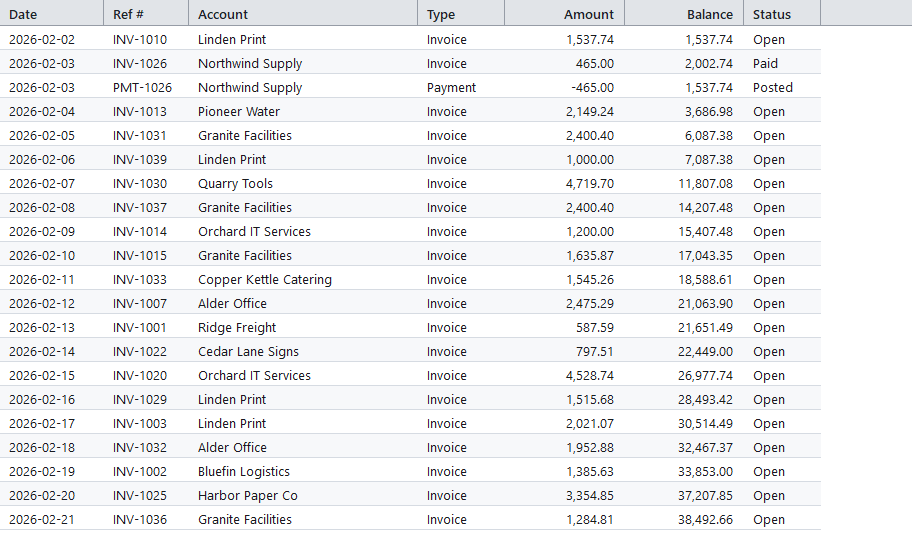 Date Ref # Account Type Amount Balance Status
2026-02-02 INV-1010 Linden Print Invoice 1,537.74 1,537.74 Open
2026-02-03 INV-1026 Northwind Supply Invoice 465.00 2,002.74 Paid
2026-02-03 PMT-1026 Northwind Supply Payment -465.00 1,537.74 Posted
2026-02-04 INV-1013 Pioneer Water Invoice 2,149.24 3,686.98 Open
2026-02-05 INV-1031 Granite Facilities Invoice 2,400.40 6,087.38 Open
2026-02-06 INV-1039 Linden Print Invoice 1,000.00 7,087.38 Open
2026-02-07 INV-1030 Quarry Tools Invoice 4,719.70 11,807.08 Open
2026-02-08 INV-1037 Granite Facilities Invoice 2,400.40 14,207.48 Open
2026-02-09 INV-1014 Orchard IT Services Invoice 1,200.00 15,407.48 Open
2026-02-10 INV-1015 Granite Facilities Invoice 1,635.87 17,043.35 Open
2026-02-11 INV-1033 Copper Kettle Catering Invoice 1,545.26 18,588.61 Open
2026-02-12 INV-1007 Alder Office Invoice 2,475.29 21,063.90 Open
2026-02-13 INV-1001 Ridge Freight Invoice 587.59 21,651.49 Open
2026-02-14 INV-1022 Cedar Lane Signs Invoice 797.51 22,449.00 Open
2026-02-15 INV-1020 Orchard IT Services Invoice 4,528.74 26,977.74 Open
2026-02-16 INV-1029 Linden Print Invoice 1,515.68 28,493.42 Open
2026-02-17 INV-1003 Linden Print Invoice 2,021.07 30,514.49 Open
2026-02-18 INV-1032 Alder Office Invoice 1,952.88 32,467.37 Open
2026-02-19 INV-1002 Bluefin Logistics Invoice 1,385.63 33,853.00 Open
2026-02-20 INV-1025 Harbor Paper Co Invoice 3,354.85 37,207.85 Open
2026-02-21 INV-1036 Granite Facilities Invoice 1,284.81 38,492.66 Open